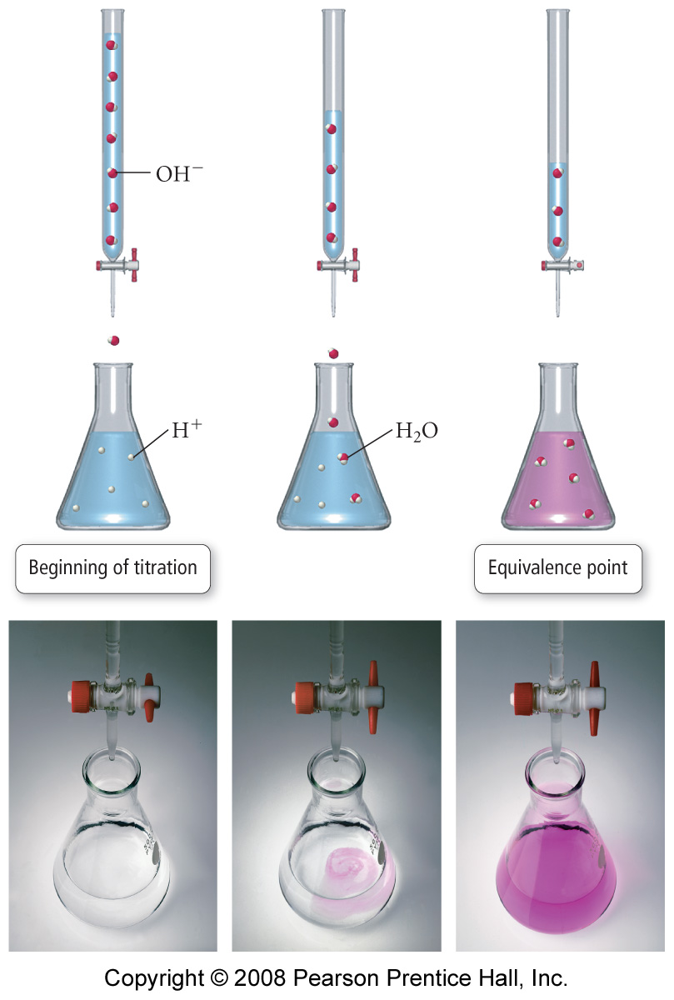 OH⁻
H⁺
H₂O
Beginning of titration
Equivalence point
Copyright © 2008 Pearson Prentice Hall, Inc.